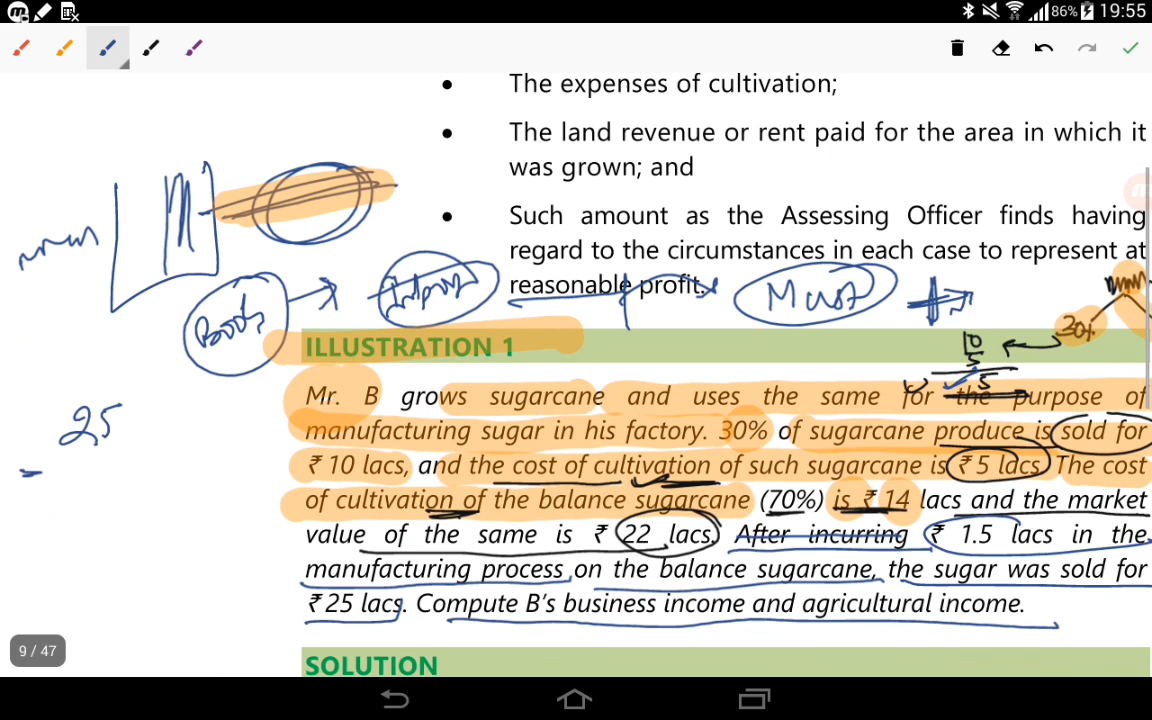 86% 19:55
• The expenses of cultivation;
• The land revenue or rent paid for the area in which it
was grown; and
• Such amount as the Assessing Officer finds having
regard to the circumstances in each case to represent at
reasonable profit.
Books
Must
30%
ILLUSTRATION 1
10
5
5
Mr. B grows sugarcane and uses the same for the purpose of
manufacturing sugar in his factory. 30% of sugarcane produce is sold for
₹ 10 lacs, and the cost of cultivation of such sugarcane is ₹ 5 lacs. The cost
of cultivation of the balance sugarcane (70%) is ₹ 14 lacs and the market
value of the same is ₹ 22 lacs. After incurring ₹ 1.5 lacs in the
manufacturing process on the balance sugarcane, the sugar was sold for
₹ 25 lacs. Compute B's business income and agricultural income.
25
=
9 / 47
SOLUTION